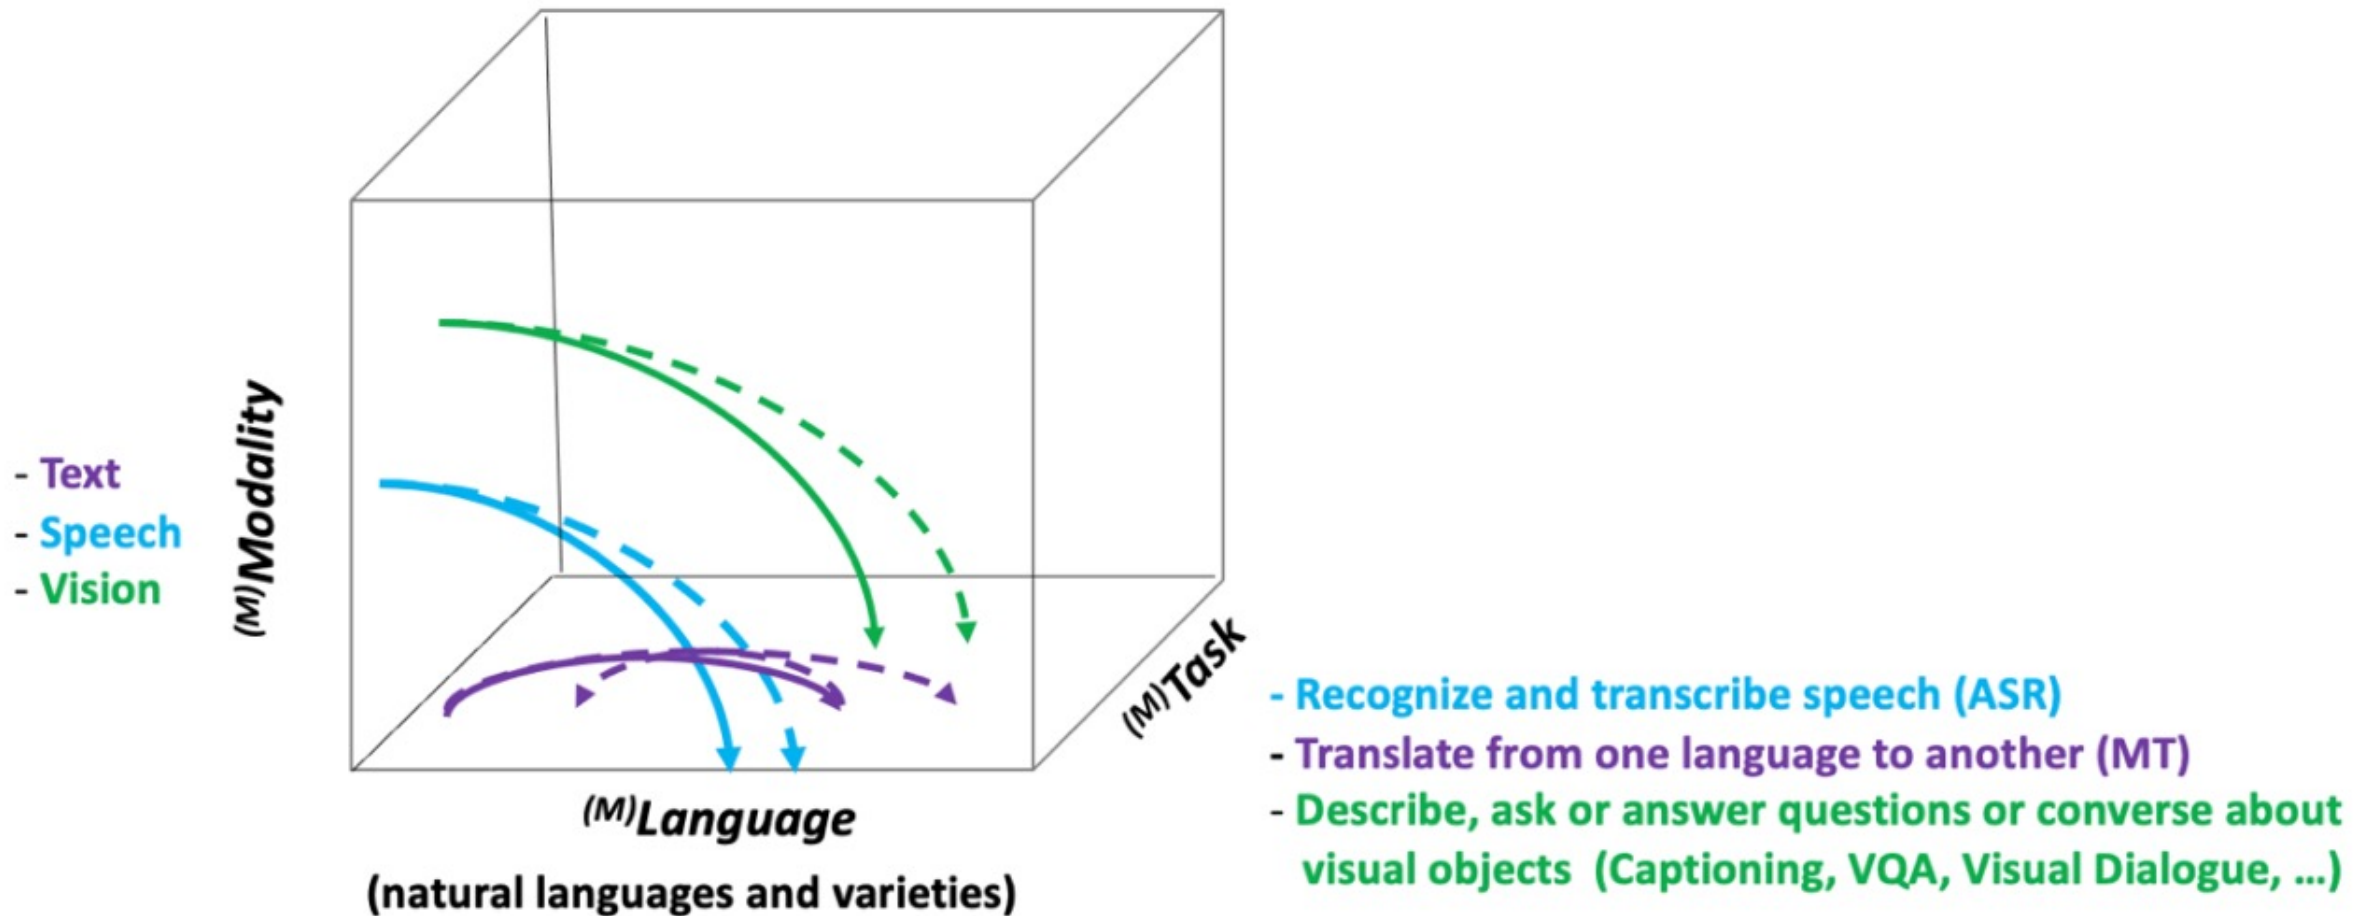 (M)Modality
- Text
- Speech
- Vision
(M)Language
(natural languages and varieties)
(M)Task
- Recognize and transcribe speech (ASR)
- Translate from one language to another (MT)
- Describe, ask or answer questions or converse about
visual objects (Captioning, VQA, Visual Dialogue, ...)